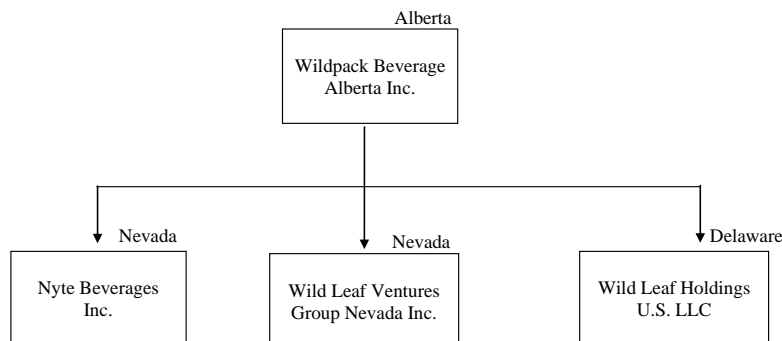 Alberta
Wildpack Beverage
Alberta Inc.
Nevada
Nyte Beverages
Inc.
Nevada
Wild Leaf Ventures
Group Nevada Inc.
Delaware
Wild Leaf Holdings
U.S. LLC